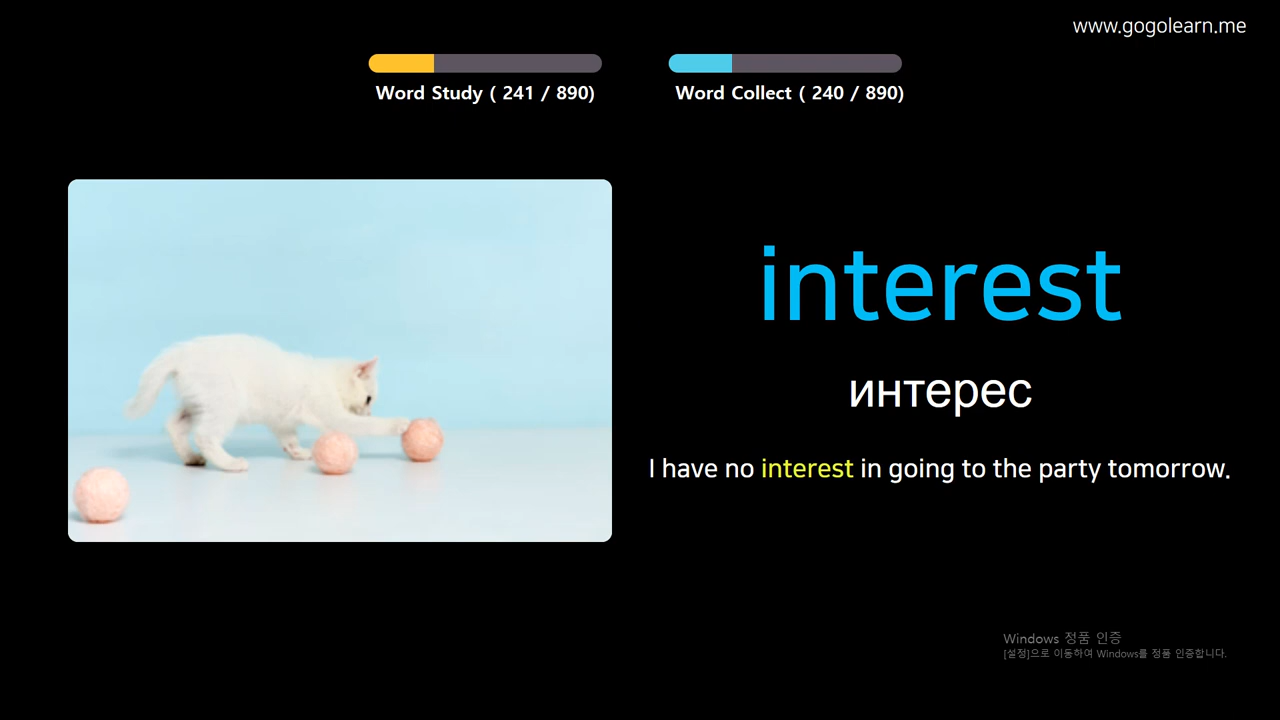 www.gogolearn.me
Word Study ( 241 / 890)
Word Collect ( 240 / 890)
interest
интерес
I have no interest in going to the party tomorrow.
Windows 정품 인증
[설정]으로 이동하여 Windows를 정품 인증합니다.